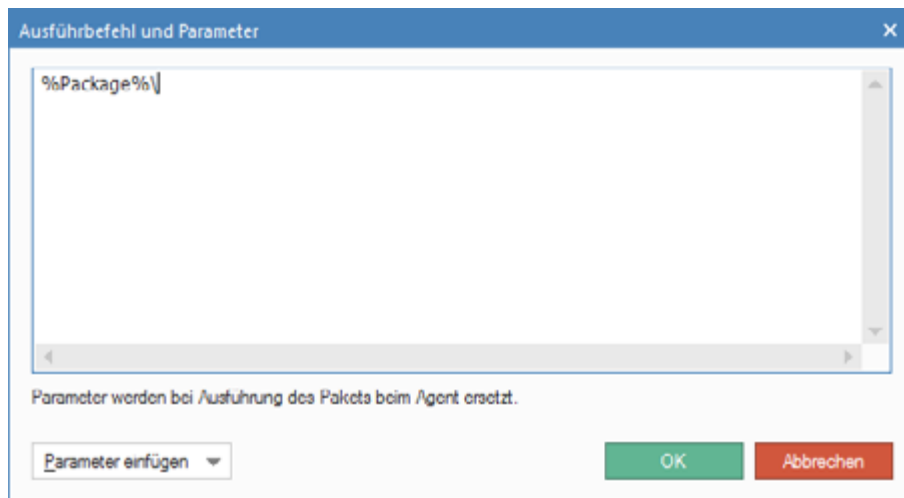 Ausführbefehl und Parameter
%Package%\
Parameter werden bei Ausführung des Pakets beim Agent ersetzt.
Parameter einfügen
OK
Abbrechen